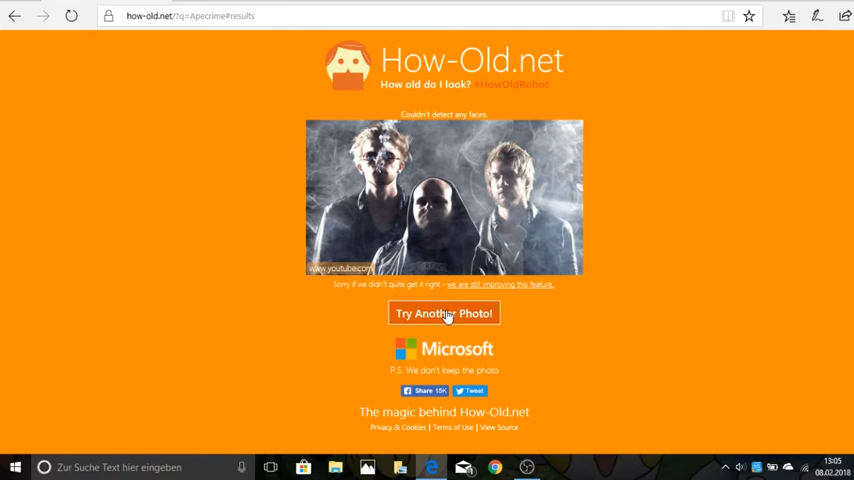 how-old.net/?q=Apecrime#results
How-Old.net
How old do I look? #HowOldRobot
Couldn't detect any faces.
www.youtube.com
Sorry if we didn't quite get it right - we are still improving this feature.
Try Another Photo!
Microsoft
P.S. We don't keep the photo
Share 15K Tweet
The magic behind How-Old.net
Privacy & Cookies | Terms of Use | View Source
Zur Suche Text hier eingeben
13:05
08.02.2018